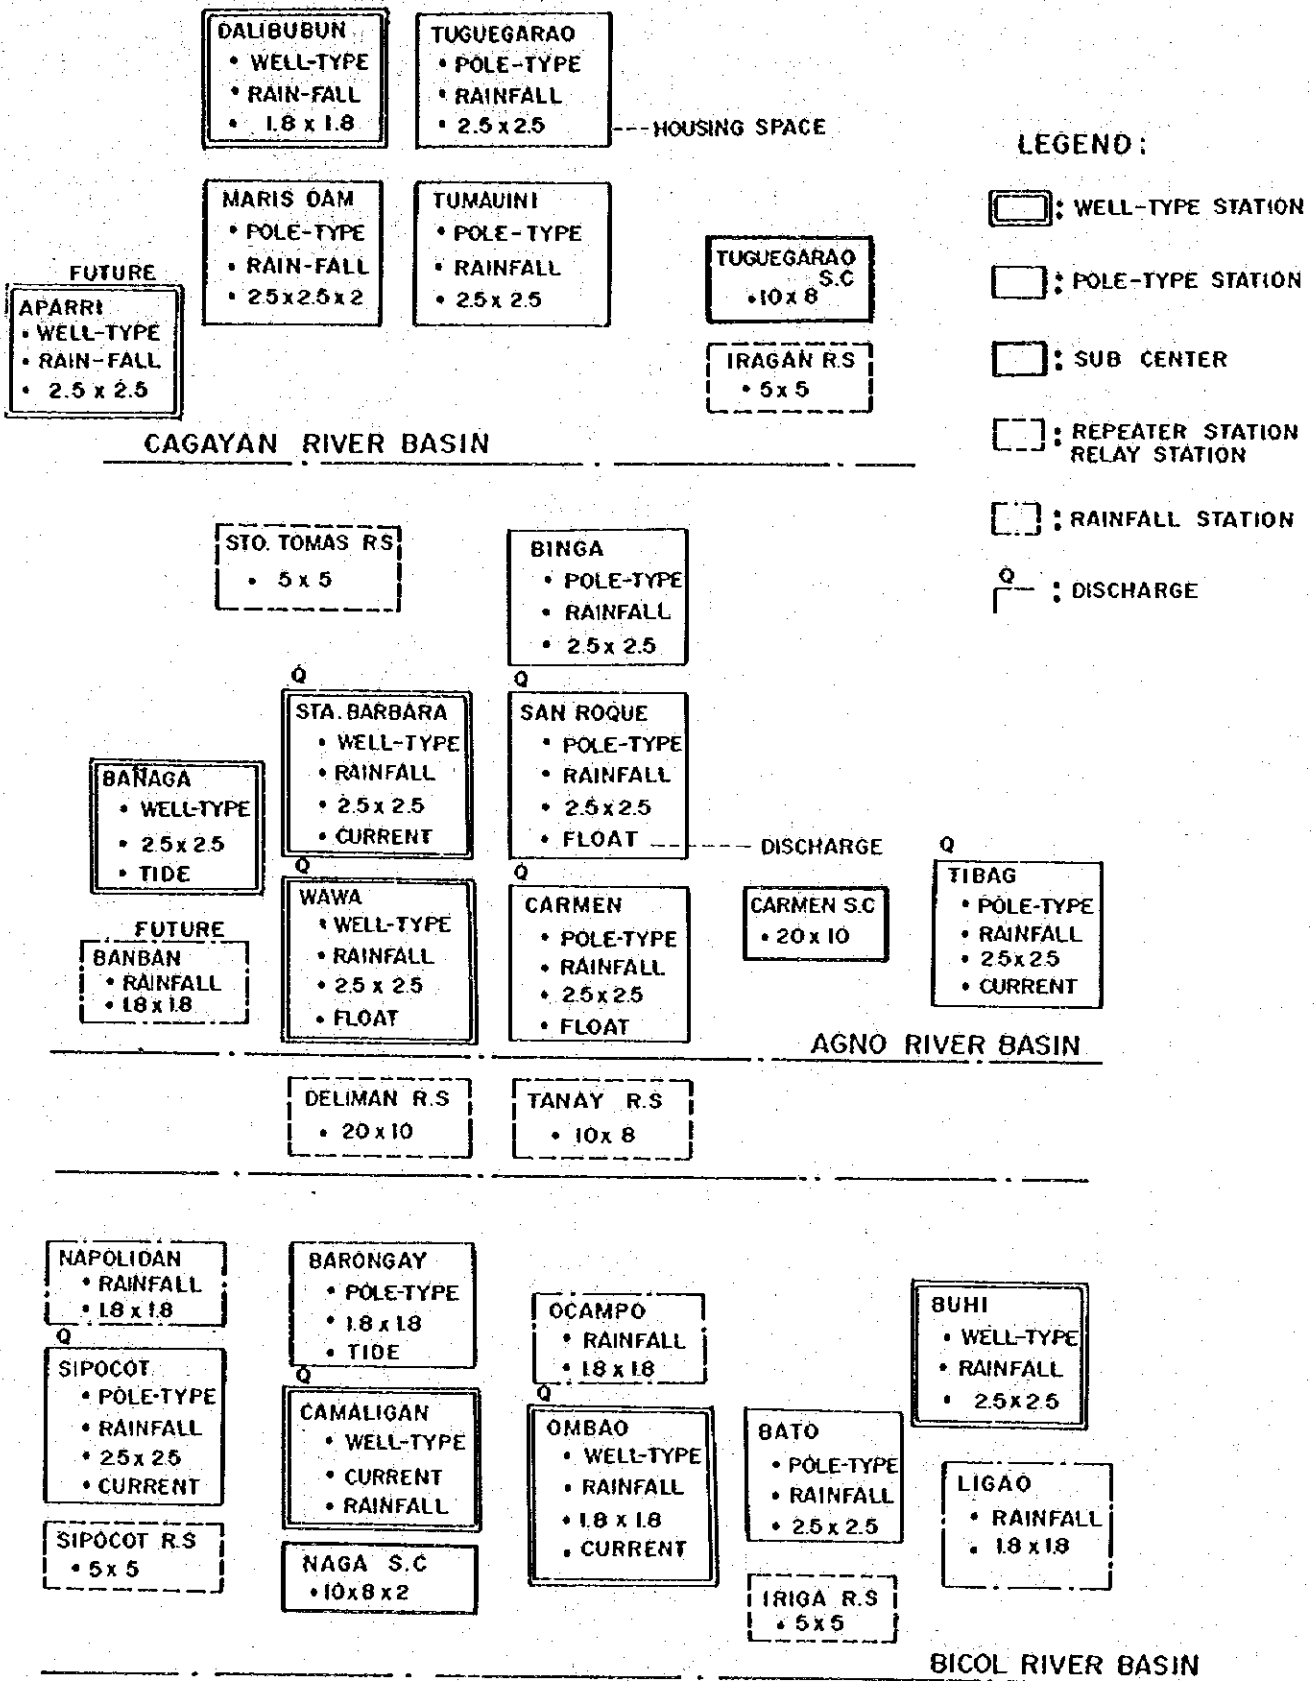 DALIBUBUN
• WELL-TYPE
• RAIN-FALL
• 1.8 x 1.8
TUGUEGARAO
• POLE-TYPE
• RAINFALL
• 2.5 x 2.5
---HOUSING SPACE
MARIS DAM
• POLE-TYPE
• RAIN-FALL
• 2.5x2.5x2
TUMAUINI
• POLE-TYPE
• RAINFALL
• 2.5 x 2.5
TUGUEGARAO
S.C
• 10 x 8
FUTURE
APARRI
• WELL-TYPE
• RAIN-FALL
• 2.5 x 2.5
IRAGAN R.S
• 5 x 5
CAGAYAN RIVER BASIN
LEGEND:
: WELL-TYPE STATION
: POLE-TYPE STATION
: SUB CENTER
: REPEATER STATION
RELAY STATION
: RAINFALL STATION
Q
: DISCHARGE
STO. TOMAS R.S
• 5 x 5
BINGA
• POLE-TYPE
• RAINFALL
• 2.5 x 2.5
Q
STA. BARBARA
• WELL-TYPE
• RAINFALL
• 2.5 x 2.5
• CURRENT
Q
SAN ROQUE
• POLE-TYPE
• RAINFALL
• 2.5 x 2.5
• FLOAT ---- DISCHARGE
BAÑAGA
• WELL-TYPE
• 2.5 x 2.5
• TIDE
FUTURE
BANBAN
• RAINFALL
• 1.8 x 1.8
Q
WAWA
• WELL-TYPE
• RAINFALL
• 2.5 x 2.5
• FLOAT
Q
CARMEN
• POLE-TYPE
• RAINFALL
• 2.5 x 2.5
• FLOAT
CARMEN S.C
• 20 x 10
Q
TIBAG
• POLE-TYPE
• RAINFALL
• 2.5 x 2.5
• CURRENT
AGNO RIVER BASIN
DELIMAN R.S
• 20 x 10
TANAY R.S
• 10 x 8
NAPOLIDAN
• RAINFALL
• 1.8 x 1.8
Q
SIPOCOT
• POLE-TYPE
• RAINFALL
• 2.5 x 2.5
• CURRENT
SIPOCOT R.S
• 5 x 5
BARONGAY
• POLE-TYPE
• 1.8 x 1.8
• TIDE
Q
CAMALIGAN
• WELL-TYPE
• CURRENT
• RAINFALL
NAGA S.C
• 10x8x2
OCAMPO
• RAINFALL
• 1.8 x 1.8
Q
OMBAO
• WELL-TYPE
• RAINFALL
• 1.8 x 1.8
• CURRENT
BATO
• POLE-TYPE
• RAINFALL
• 2.5 x 2.5
IRIGA R.S
• 5 x 5
BUHI
• WELL-TYPE
• RAINFALL
• 2.5 x 2.5
LIGAO
• RAINFALL
• 1.8 x 1.8
BICOL RIVER BASIN